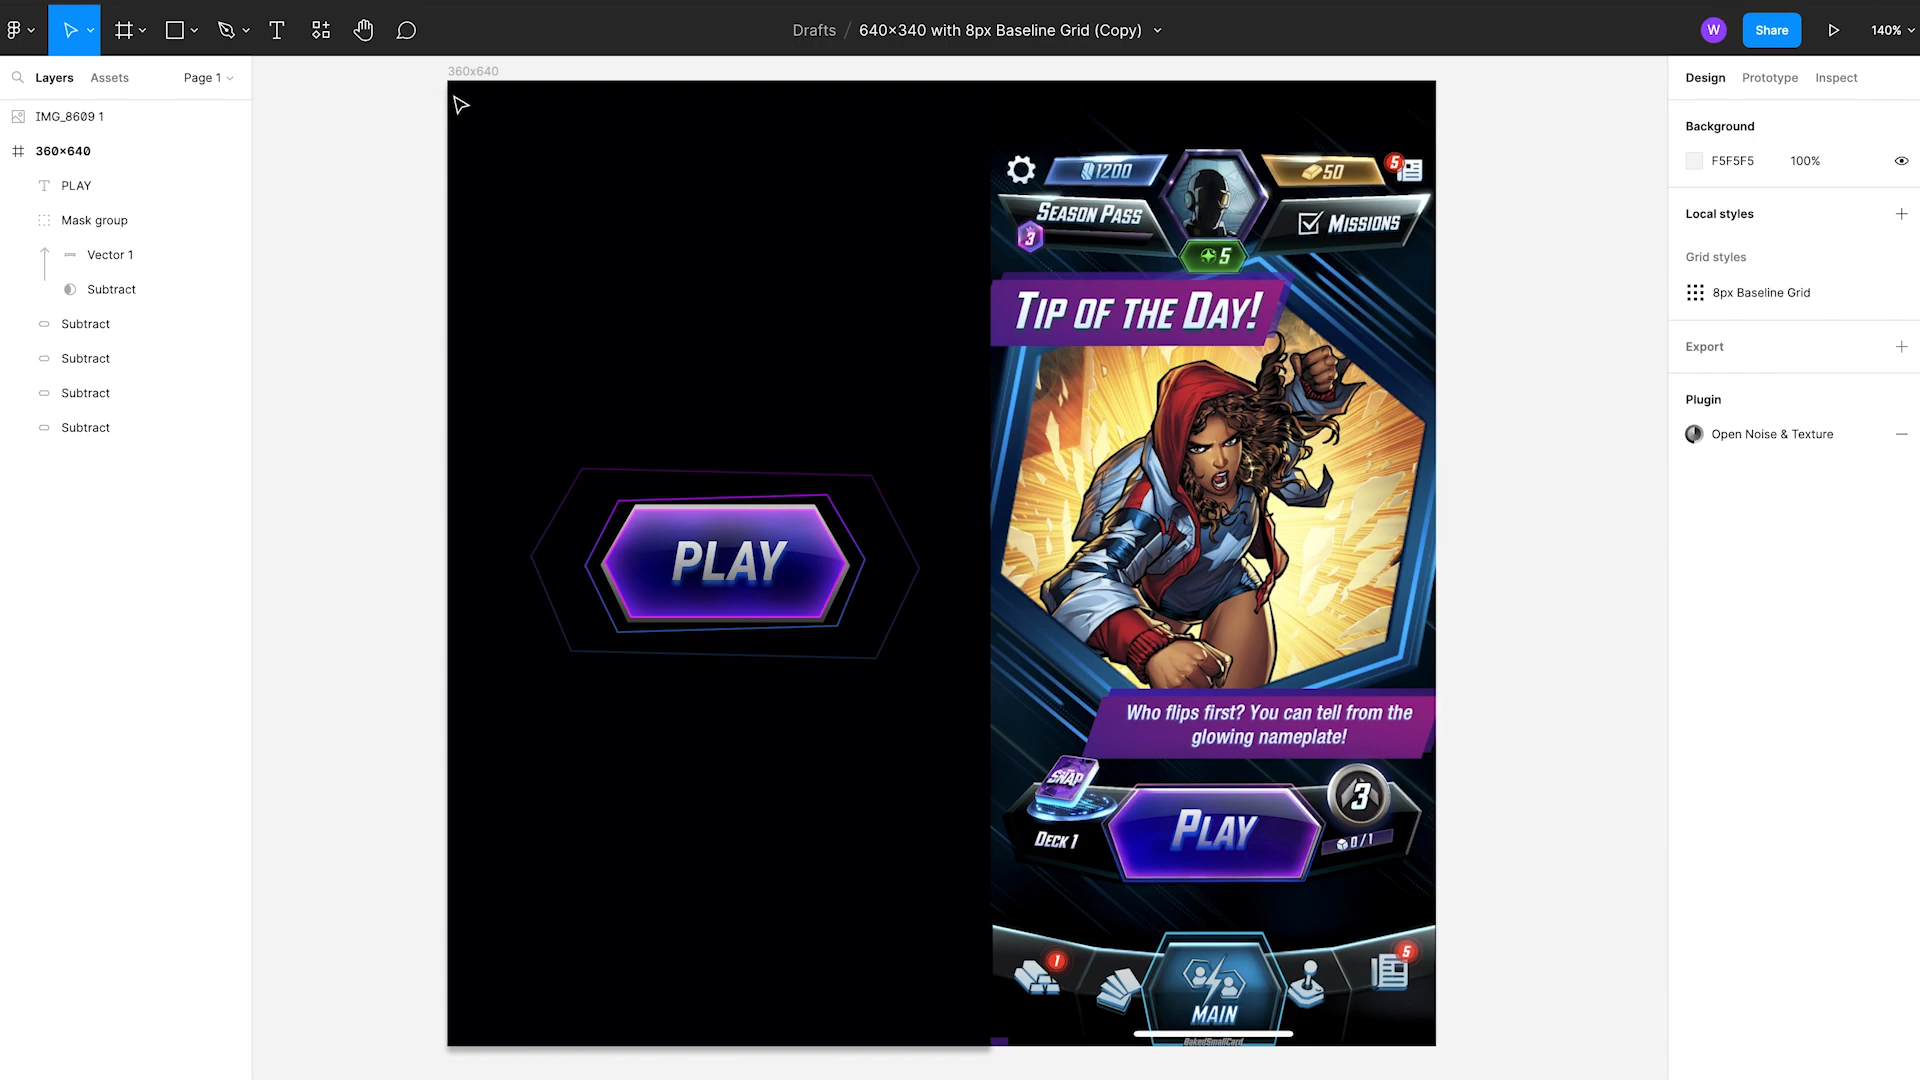 Drafts / 640×340 with 8px Baseline Grid (Copy)
W
Share
140%
Layers
Assets
Page 1
IMG_8609 1
360×640
PLAY
Mask group
Vector 1
Subtract
Subtract
Subtract
Subtract
Subtract
360x640
PLAY
1200
50
5
SEASON PASS
3
MISSIONS
5
TIP OF THE DAY!
Who flips first? You can tell from the
glowing nameplate!
SNAP
DECK 1
PLAY
3
0/1
1
5
MAIN
BakedSmallCard
Design
Prototype
Inspect
Background
F5F5F5
100%
Local styles
Grid styles
8px Baseline Grid
Export
Plugin
Open Noise & Texture